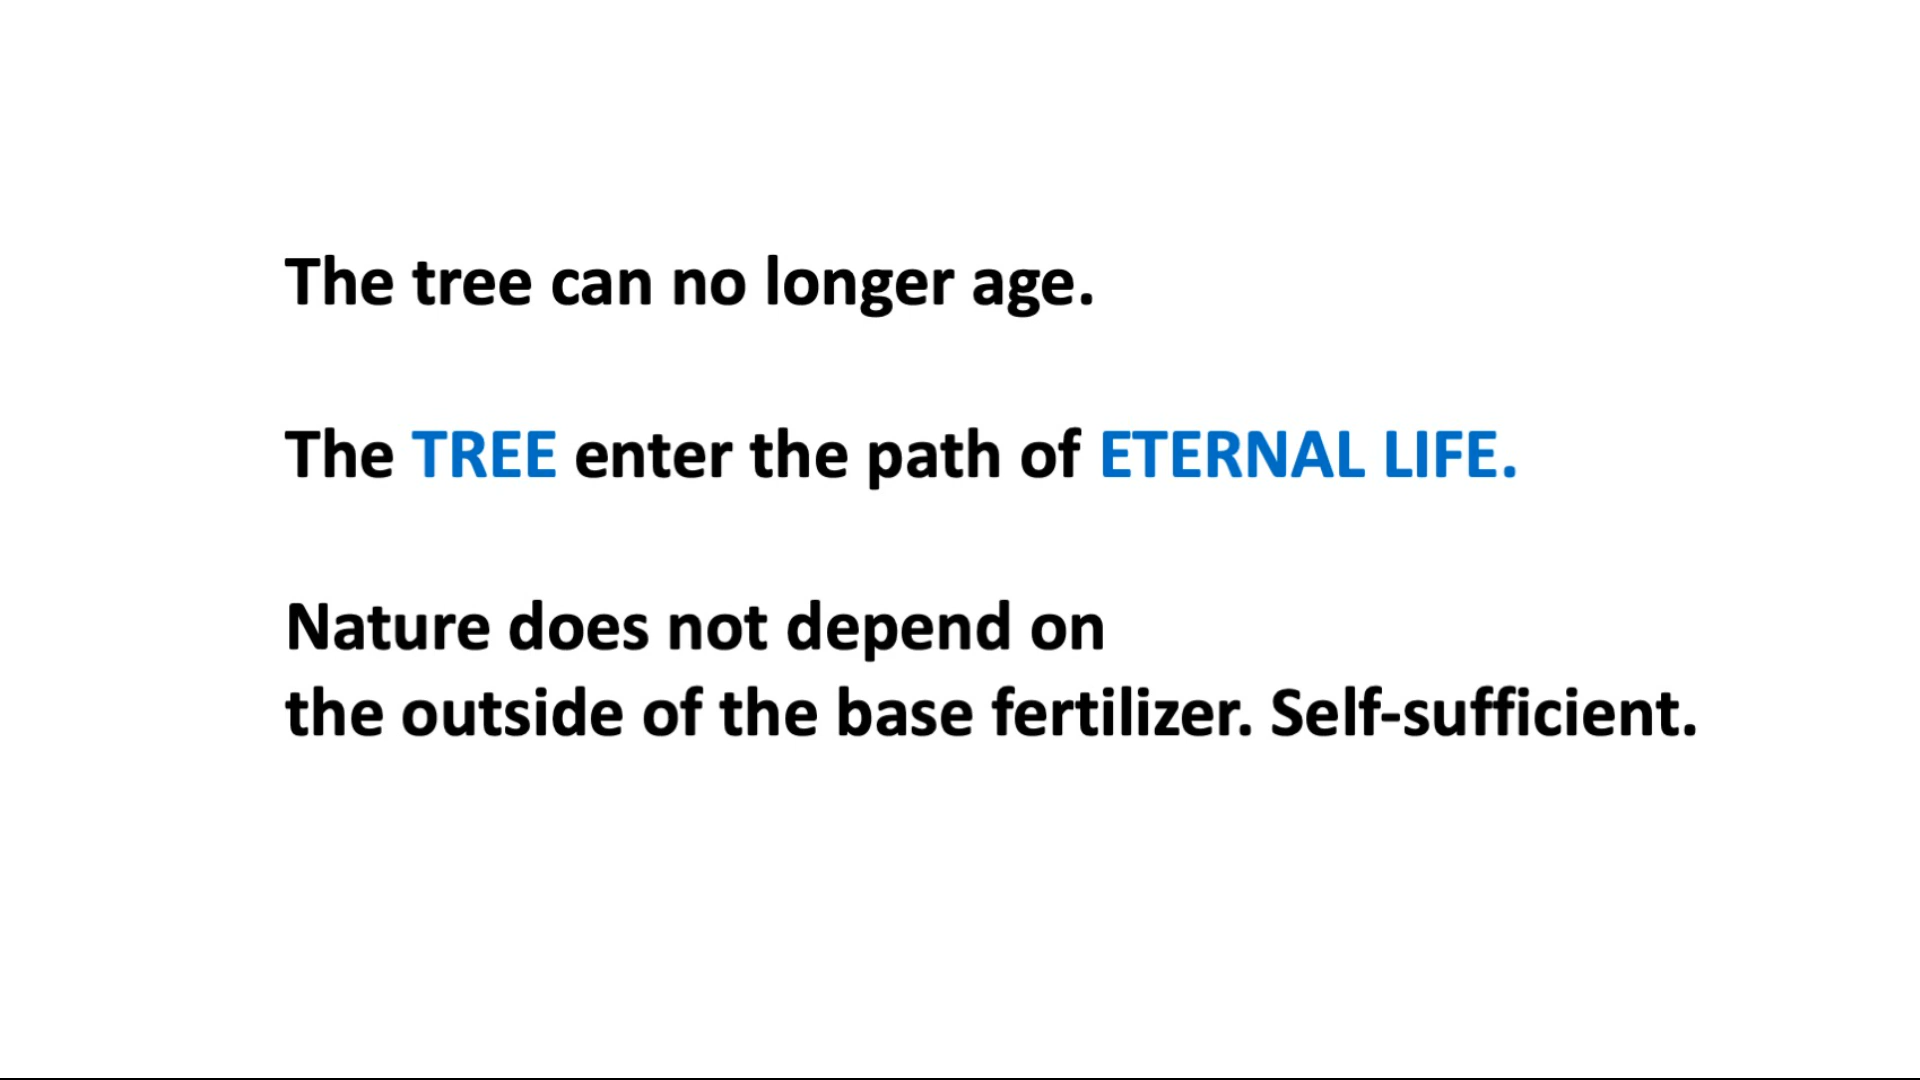 The tree can no longer age.
The TREE enter the path of ETERNAL LIFE.
Nature does not depend on
the outside of the base fertilizer. Self-sufficient.